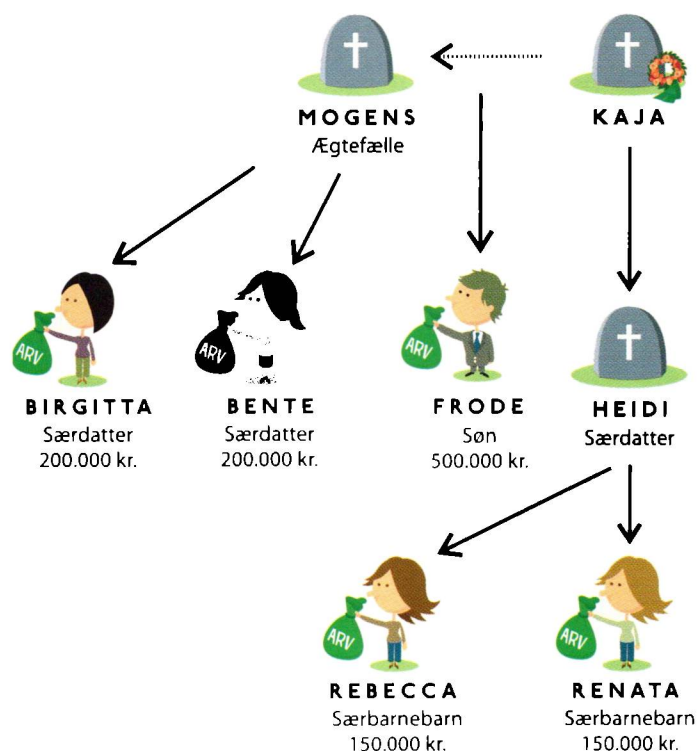 MOGENS
Ægtefælle
KAJA
ARV
BIRGITTA
Særdatter
200.000 kr.
ARV
BENTE
Særdatter
200.000 kr.
ARV
FRODE
Søn
500.000 kr.
HEIDI
Særdatter
ARV
REBECCA
Særbarnebarn
150.000 kr.
ARV
RENATA
Særbarnebarn
150.000 kr.